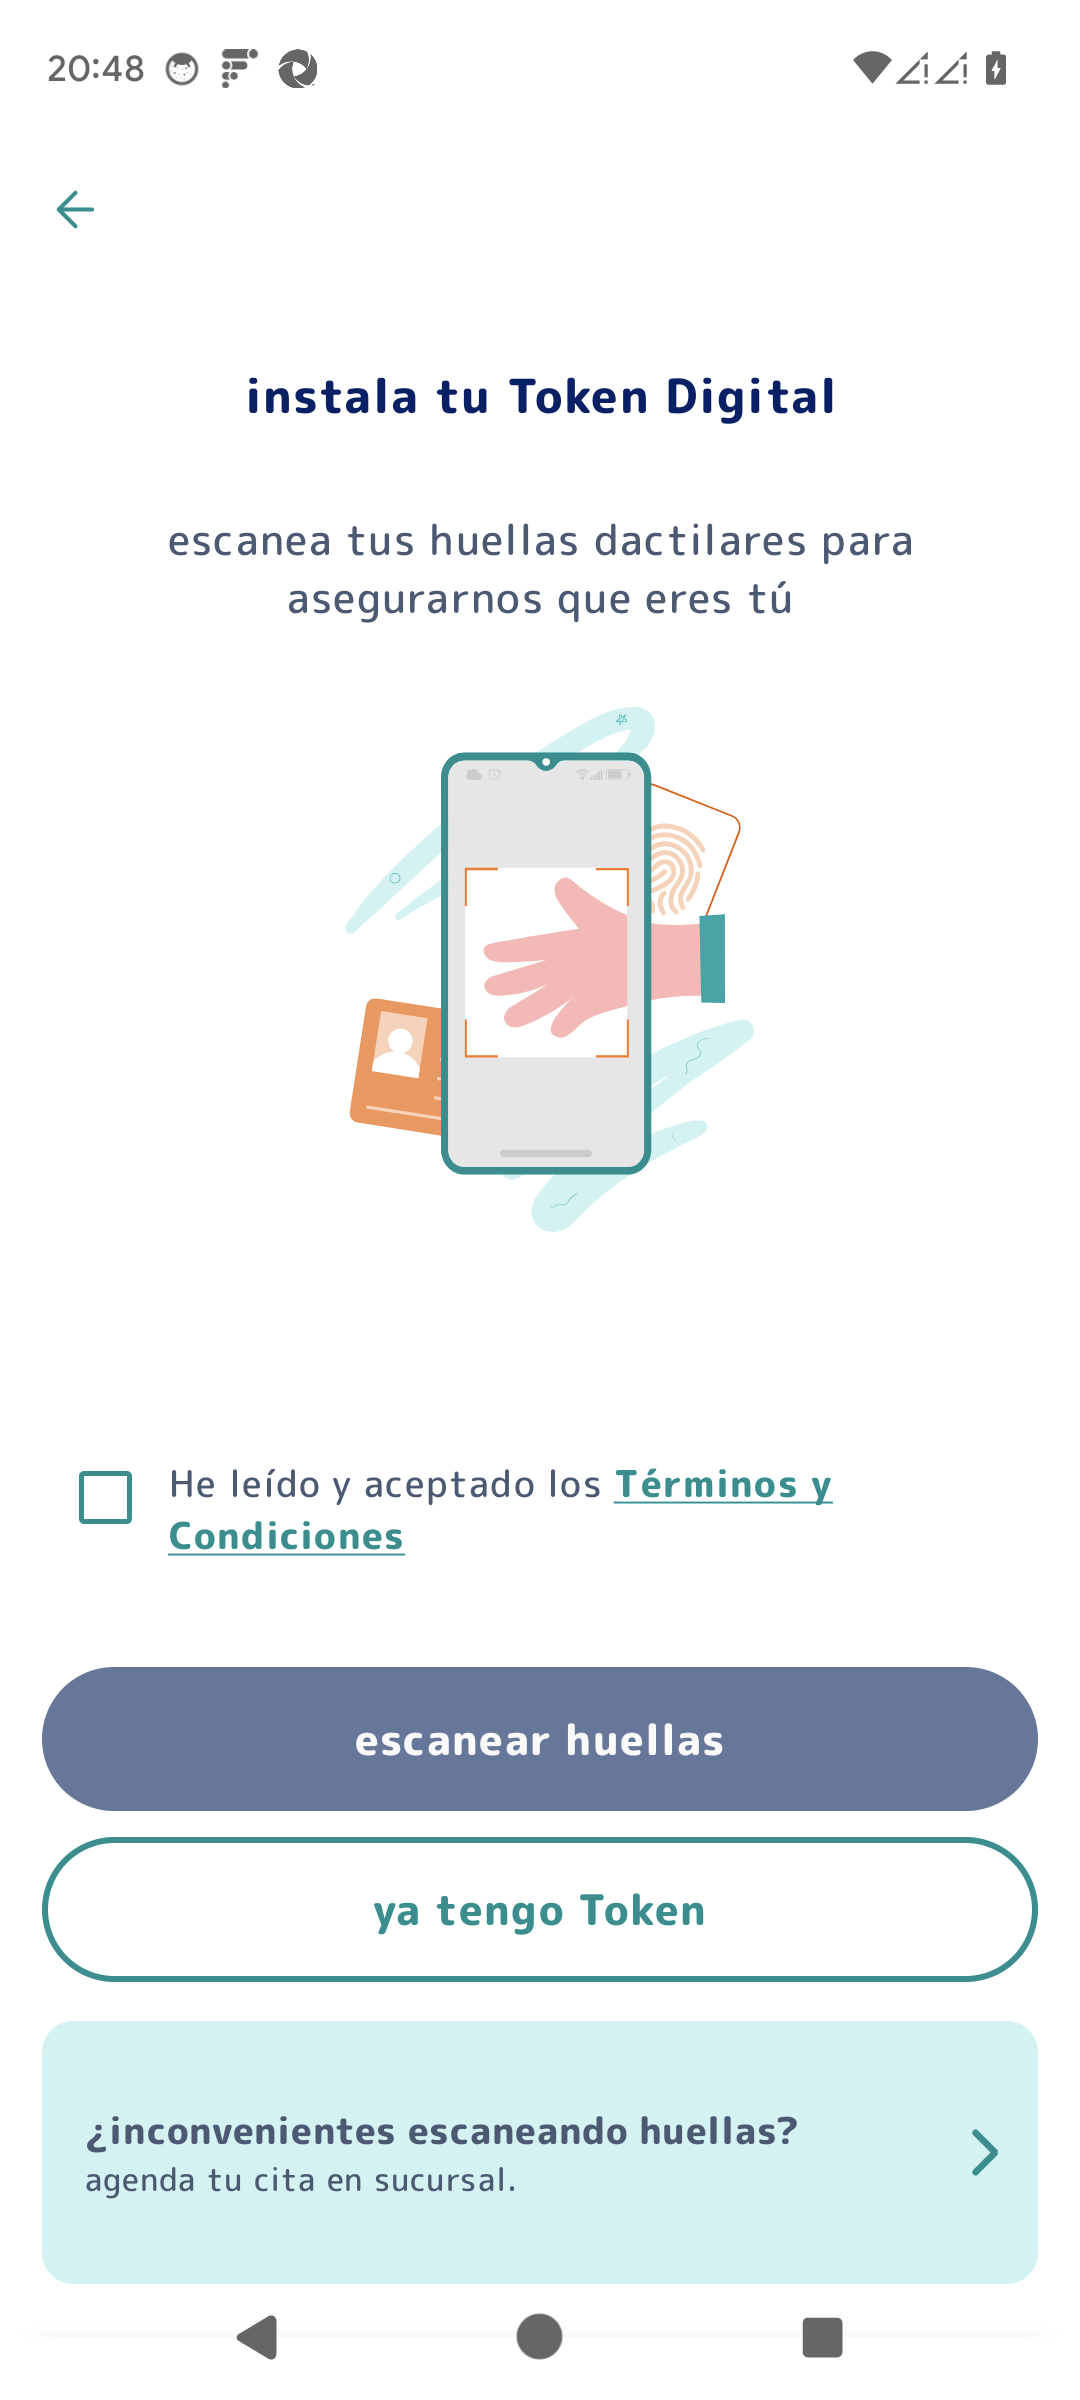 20:48
instala tu Token Digital
escanea tus huellas dactilares para
asegurarnos que eres tú
He leído y aceptado los Términos y
Condiciones
escanear huellas
ya tengo Token
¿inconvenientes escaneando huellas?
agenda tu cita en sucursal.